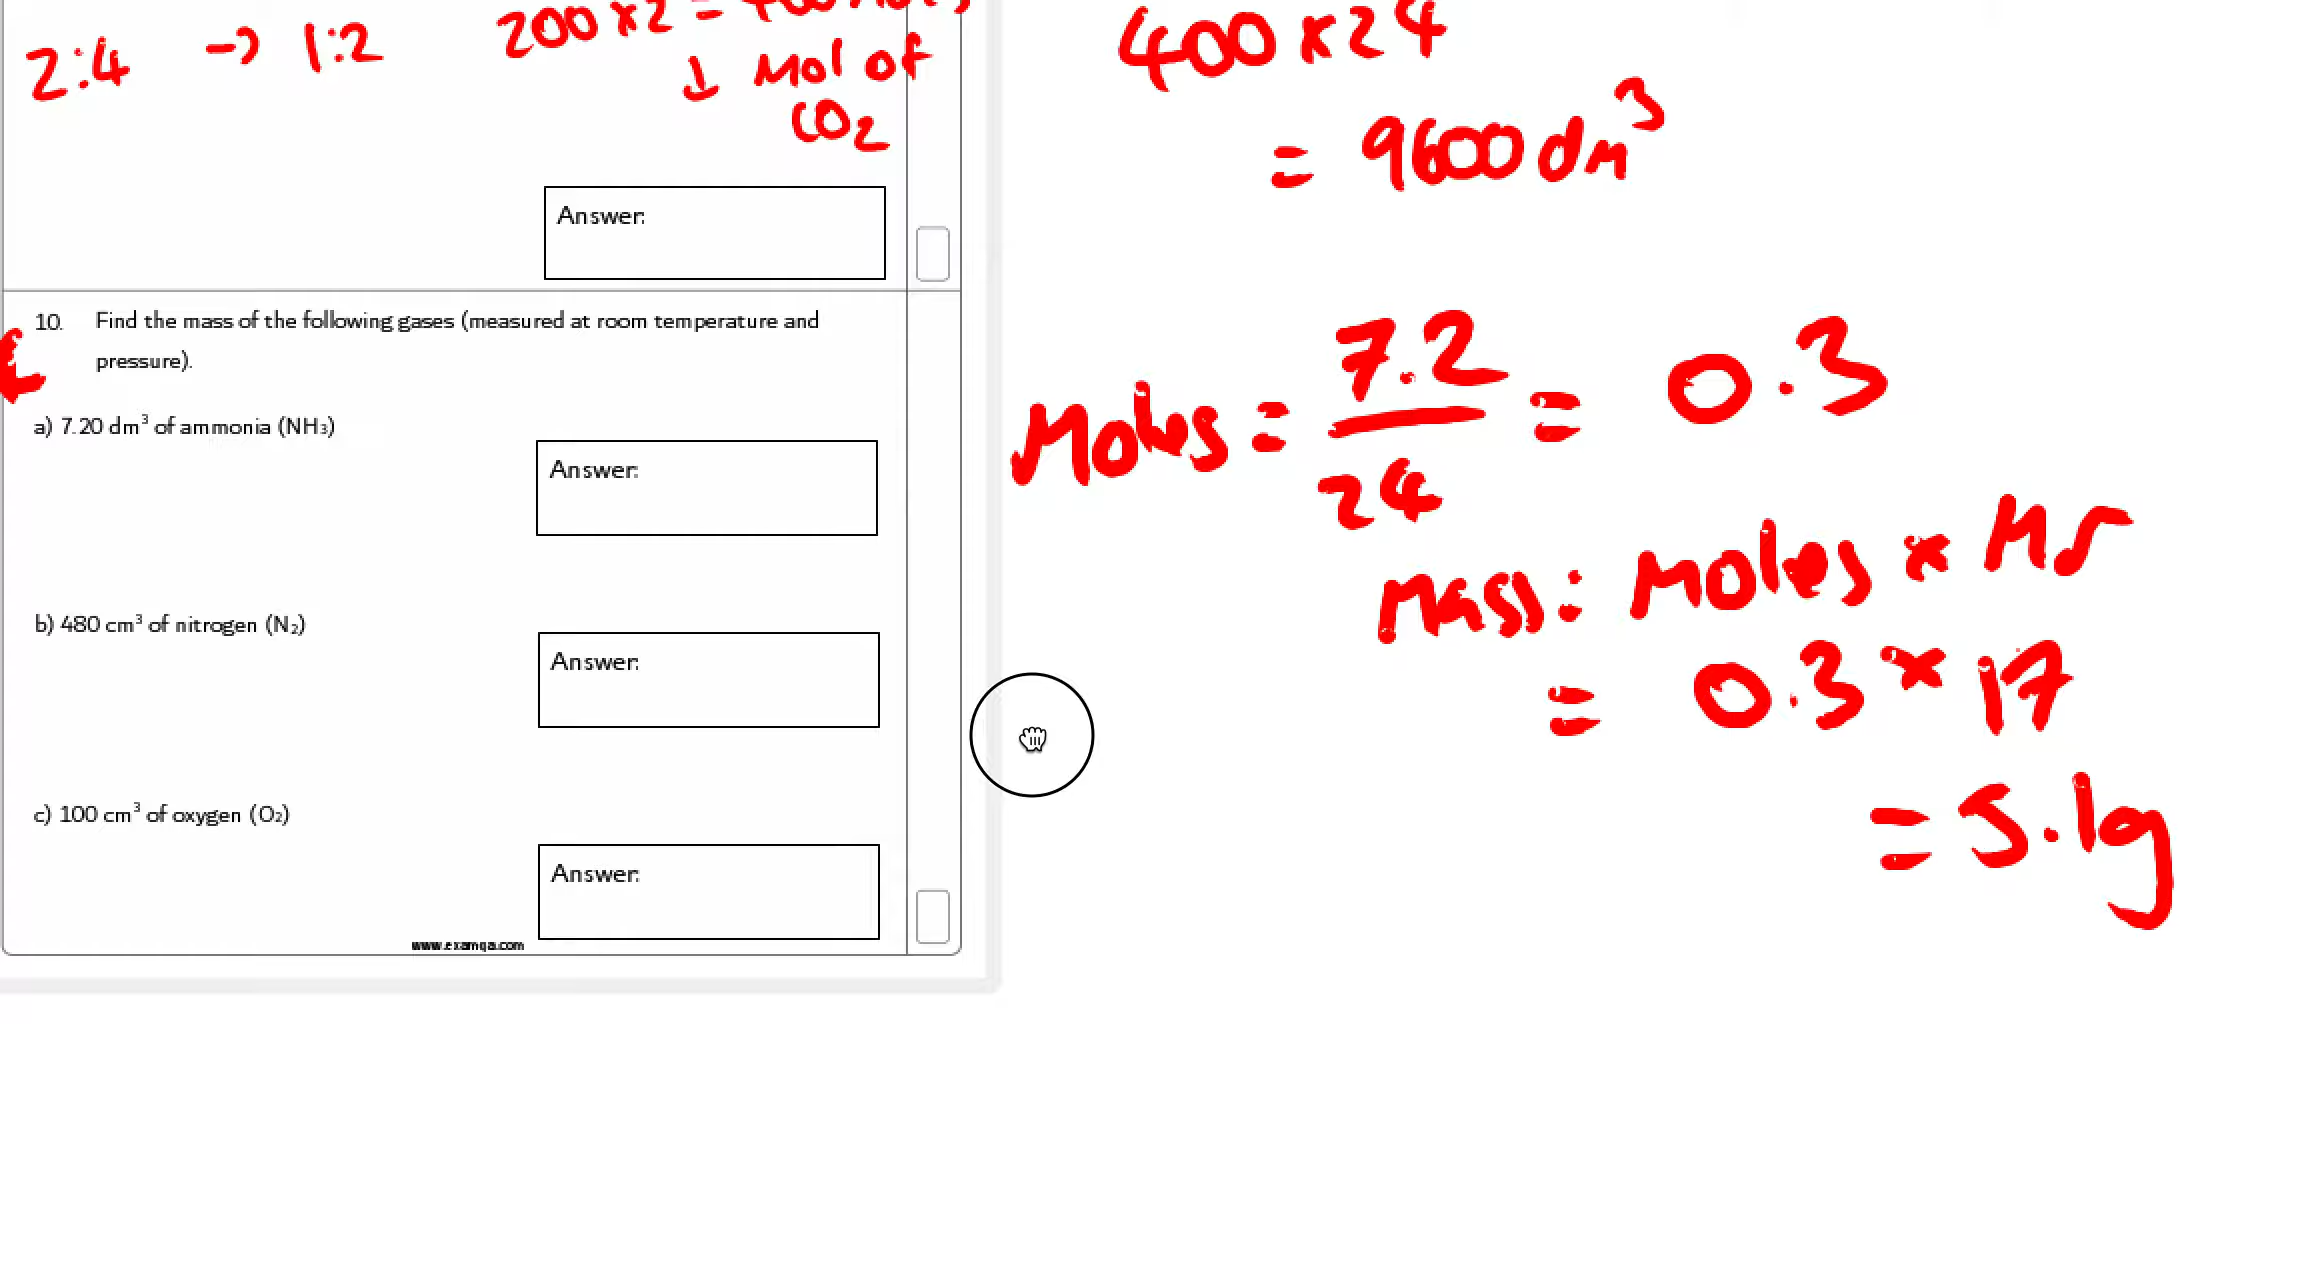 2:4 → 1:2 200 × 2 =
↓ Mol of
CO2
Answer:
10. Find the mass of the following gases (measured at room temperature and
pressure).
a) 7.20 dm³ of ammonia (NH₃)
Answer:
b) 480 cm³ of nitrogen (N₂)
Answer:
c) 100 cm³ of oxygen (O₂)
Answer:
www.examqa.com
400 × 24
= 9600 dm³
Moles = 7.2/24 = 0.3
Mass: Moles × Mr
= 0.3 × 17
= 5.1g